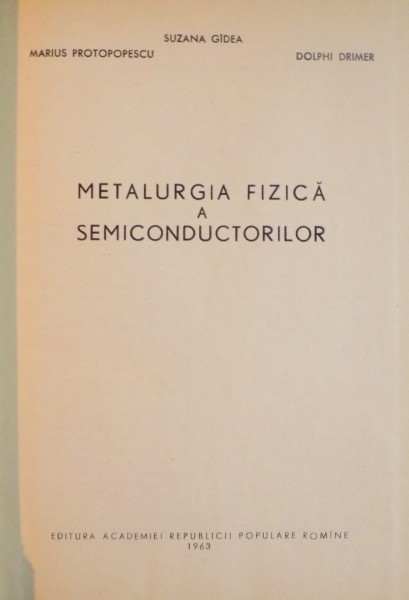 SUZANA GÎDEA
MARIUS PROTOPOPESCU DOLPHI DRIMER
METALURGIA FIZICĂ
A
SEMICONDUCTORILOR
EDITURA ACADEMIEI REPUBLICII POPULARE ROMÎNE
1963